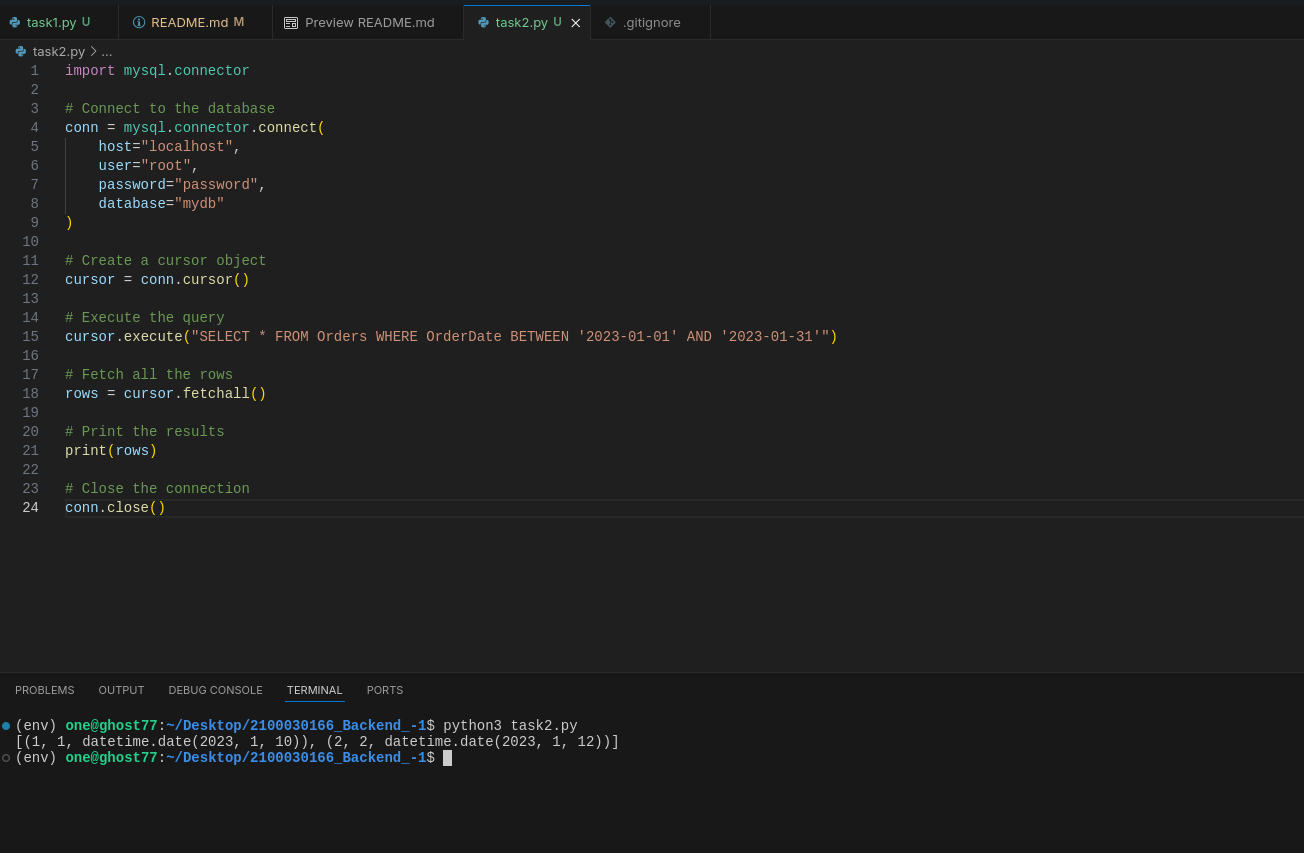 task1.py U README.md M Preview README.md task2.py U .gitignore
task2.py > ...
1 import mysql.connector
2
3 # Connect to the database
4 conn = mysql.connector.connect(
5     host="localhost",
6     user="root",
7     password="password",
8     database="mydb"
9 )
10
11 # Create a cursor object
12 cursor = conn.cursor()
13
14 # Execute the query
15 cursor.execute("SELECT * FROM Orders WHERE OrderDate BETWEEN '2023-01-01' AND '2023-01-31'")
16
17 # Fetch all the rows
18 rows = cursor.fetchall()
19
20 # Print the results
21 print(rows)
22
23 # Close the connection
24 conn.close()
PROBLEMS OUTPUT DEBUG CONSOLE TERMINAL PORTS
(env) one@ghost77:~/Desktop/2100030166_Backend_-1$ python3 task2.py
[(1, 1, datetime.date(2023, 1, 10)), (2, 2, datetime.date(2023, 1, 12))]
(env) one@ghost77:~/Desktop/2100030166_Backend_-1$